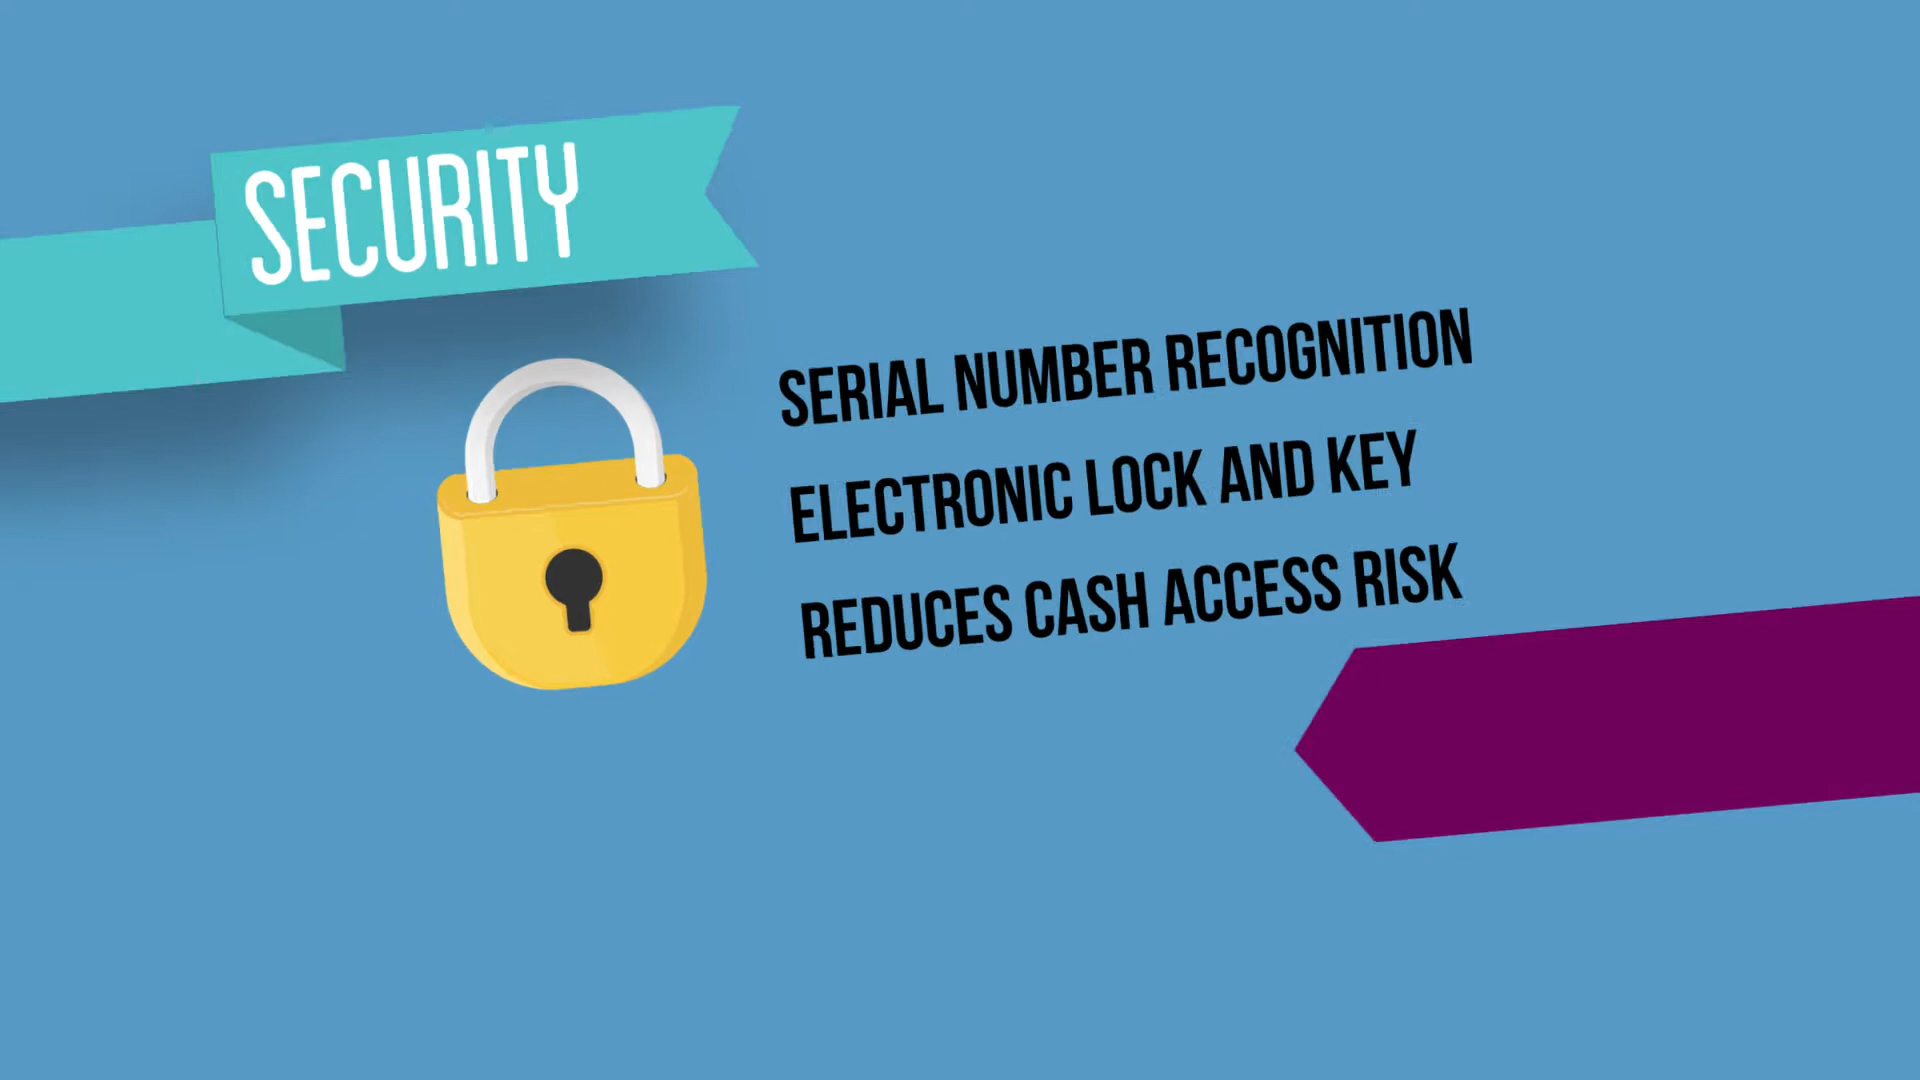 SECURITY
SERIAL NUMBER RECOGNITION
ELECTRONIC LOCK AND KEY
REDUCES CASH ACCESS RISK